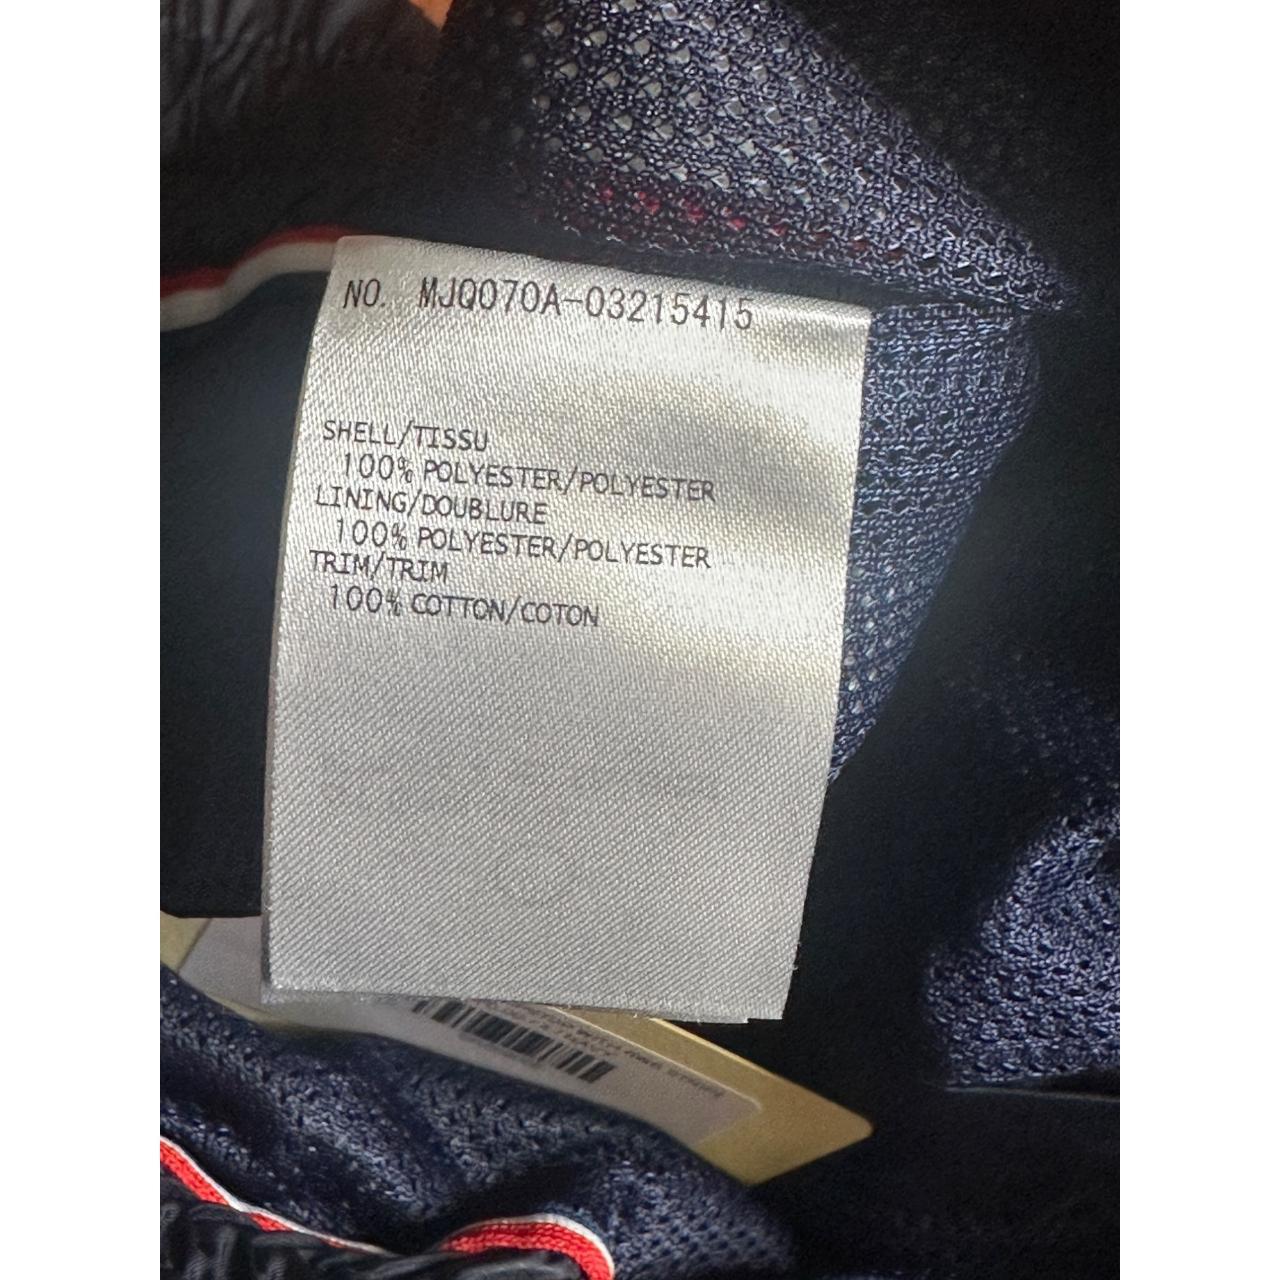 NO. MJQ070A-03215415
SHELL/TISSU
100% POLYESTER/POLYESTER
LINING/DOUBLURE
100% POLYESTER/POLYESTER
TRIM/TRIM
100% COTTON/COTON